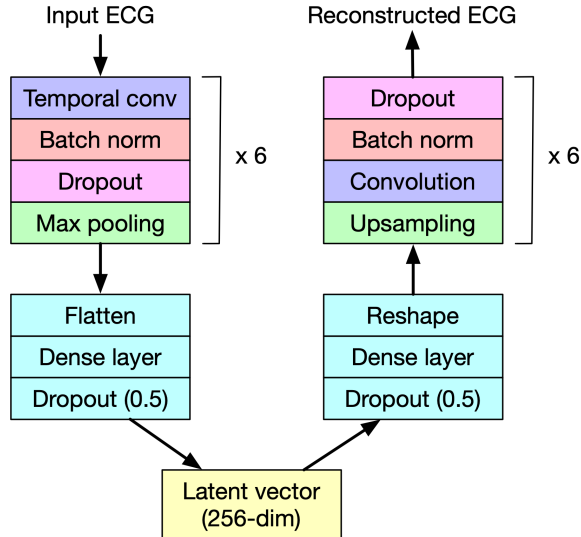 Input ECG
Temporal conv
Batch norm
Dropout
Max pooling
x 6
Flatten
Dense layer
Dropout (0.5)
Latent vector
(256-dim)
Reconstructed ECG
Dropout
Batch norm
Convolution
Upsampling
x 6
Reshape
Dense layer
Dropout (0.5)